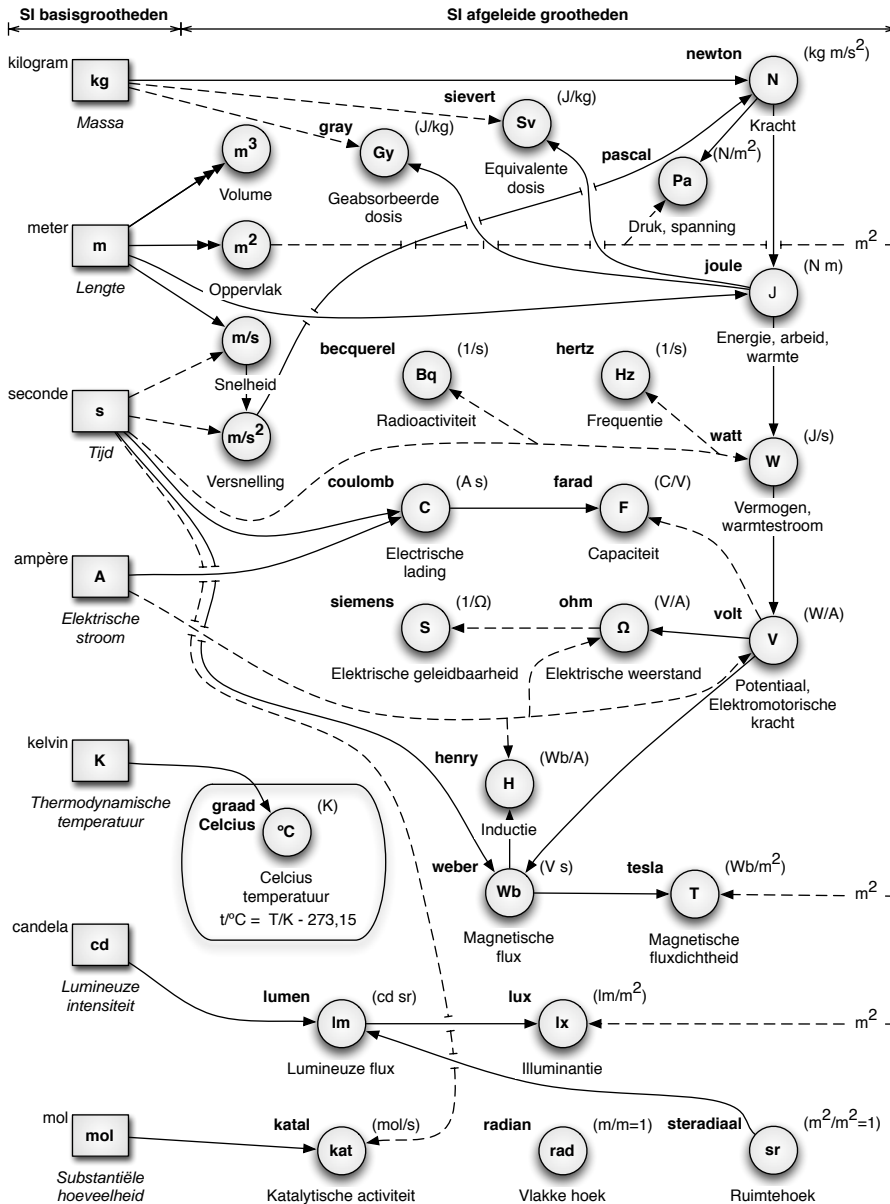 SI basisgrootheden
SI afgeleide grootheden
kilogram
kg
Massa
newton
(kg m/s²)
N
Kracht
sievert
(J/kg)
Sv
Equivalente
dosis
gray
(J/kg)
Gy
Geabsorbeerde
dosis
pascal
(N/m²)
Pa
Druk, spanning
m³
Volume
meter
m
Lengte
m²
Oppervlak
m²
joule
(N m)
J
Energie, arbeid,
warmte
m/s
Snelheid
becquerel
(1/s)
Bq
Radioactiviteit
hertz
(1/s)
Hz
Frequentie
seconde
s
Tijd
m/s²
Versnelling
watt
(J/s)
W
Vermogen,
warmtestroom
coulomb
(A s)
C
Electrische
lading
farad
(C/V)
F
Capaciteit
ampère
A
Elektrische
stroom
siemens
(1/Ω)
S
Elektrische geleidbaarheid
ohm
(V/A)
Ω
Elektrische weerstand
volt
(W/A)
V
Potentiaal,
Elektromotorische
kracht
kelvin
K
Thermodynamische
temperatuur
henry
(Wb/A)
H
Inductie
graad
Celcius
(K)
ºC
Celcius
temperatuur
t/ºC = T/K - 273,15
weber
(V s)
Wb
Magnetische
flux
tesla
(Wb/m²)
T
Magnetische
fluxdichtheid
m²
candela
cd
Lumineuze
intensiteit
lumen
(cd sr)
lm
Lumineuze flux
lux
(lm/m²)
lx
Illuminantie
m²
mol
mol
Substantiële
hoeveelheid
katal
(mol/s)
kat
Katalytische activiteit
radian
(m/m=1)
rad
Vlakke hoek
steradiaal
(m²/m²=1)
sr
Ruimtehoek